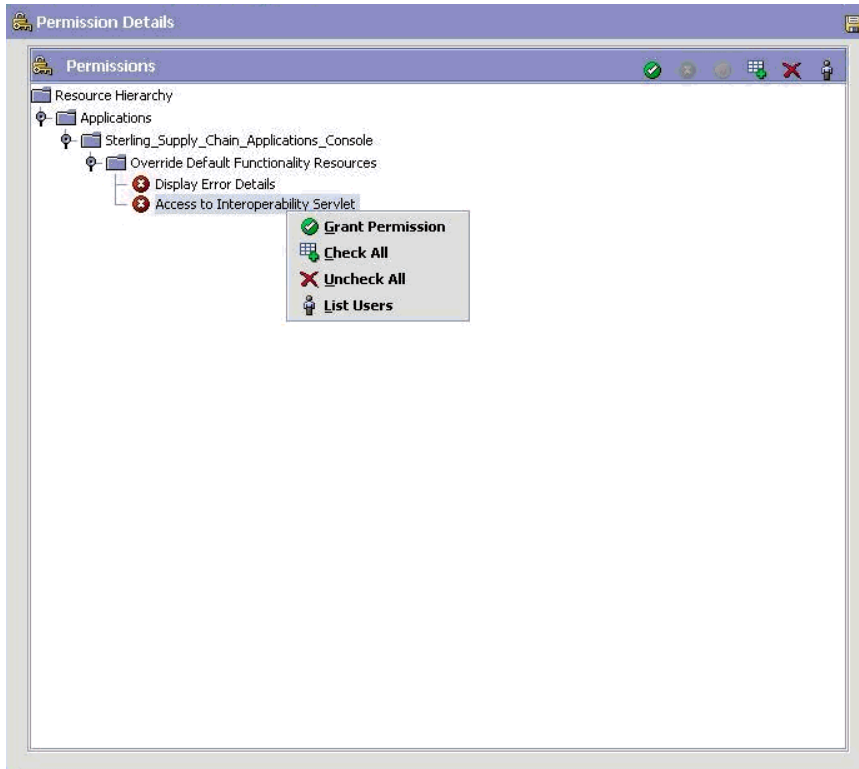 Permission Details
Permissions
Resource Hierarchy
Applications
Sterling_Supply_Chain_Applications_Console
Override Default Functionality Resources
Display Error Details
Access to Interoperability Servlet
Grant Permission
Check All
Uncheck All
List Users